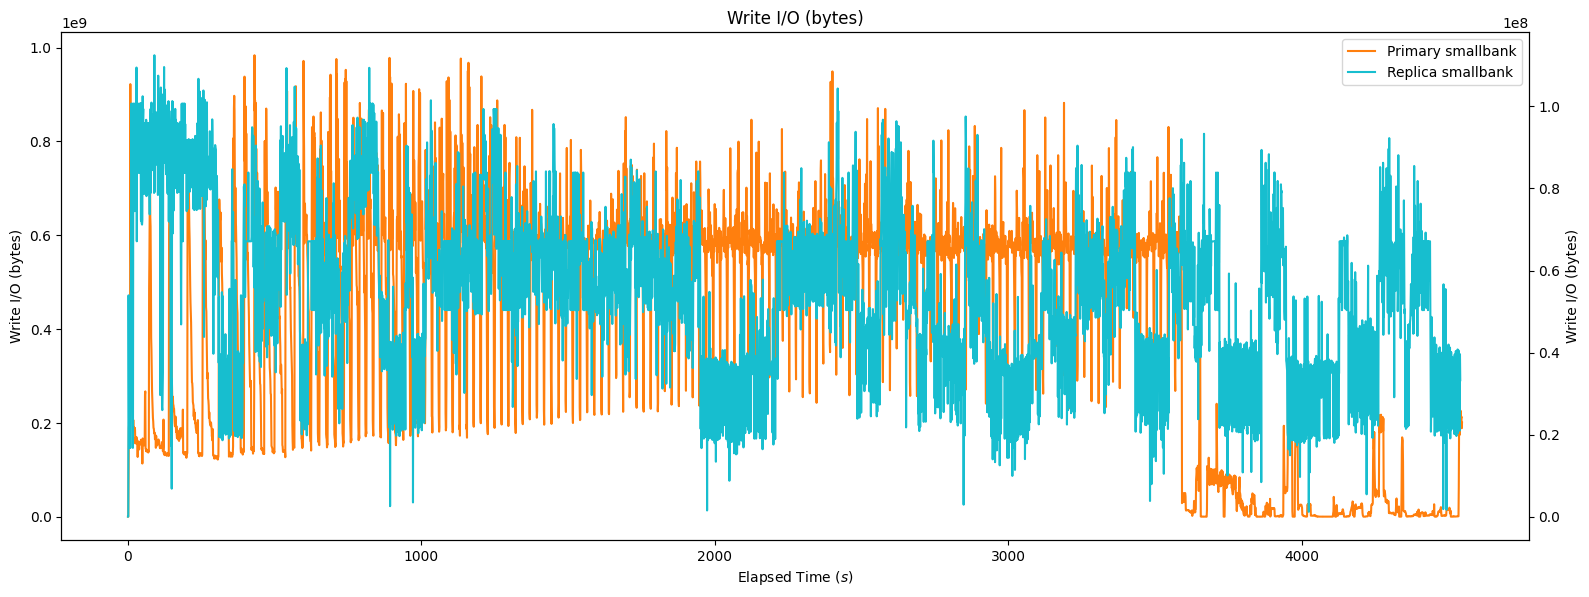 Write I/O (bytes)
1e9
1e8
Primary smallbank
Replica smallbank
1.0
0.8
0.6
0.4
0.2
0.0
Write I/O (bytes)
1.0
0.8
0.6
0.4
0.2
0.0
Write I/O (bytes)
0
1000
2000
3000
4000
Elapsed Time (s)